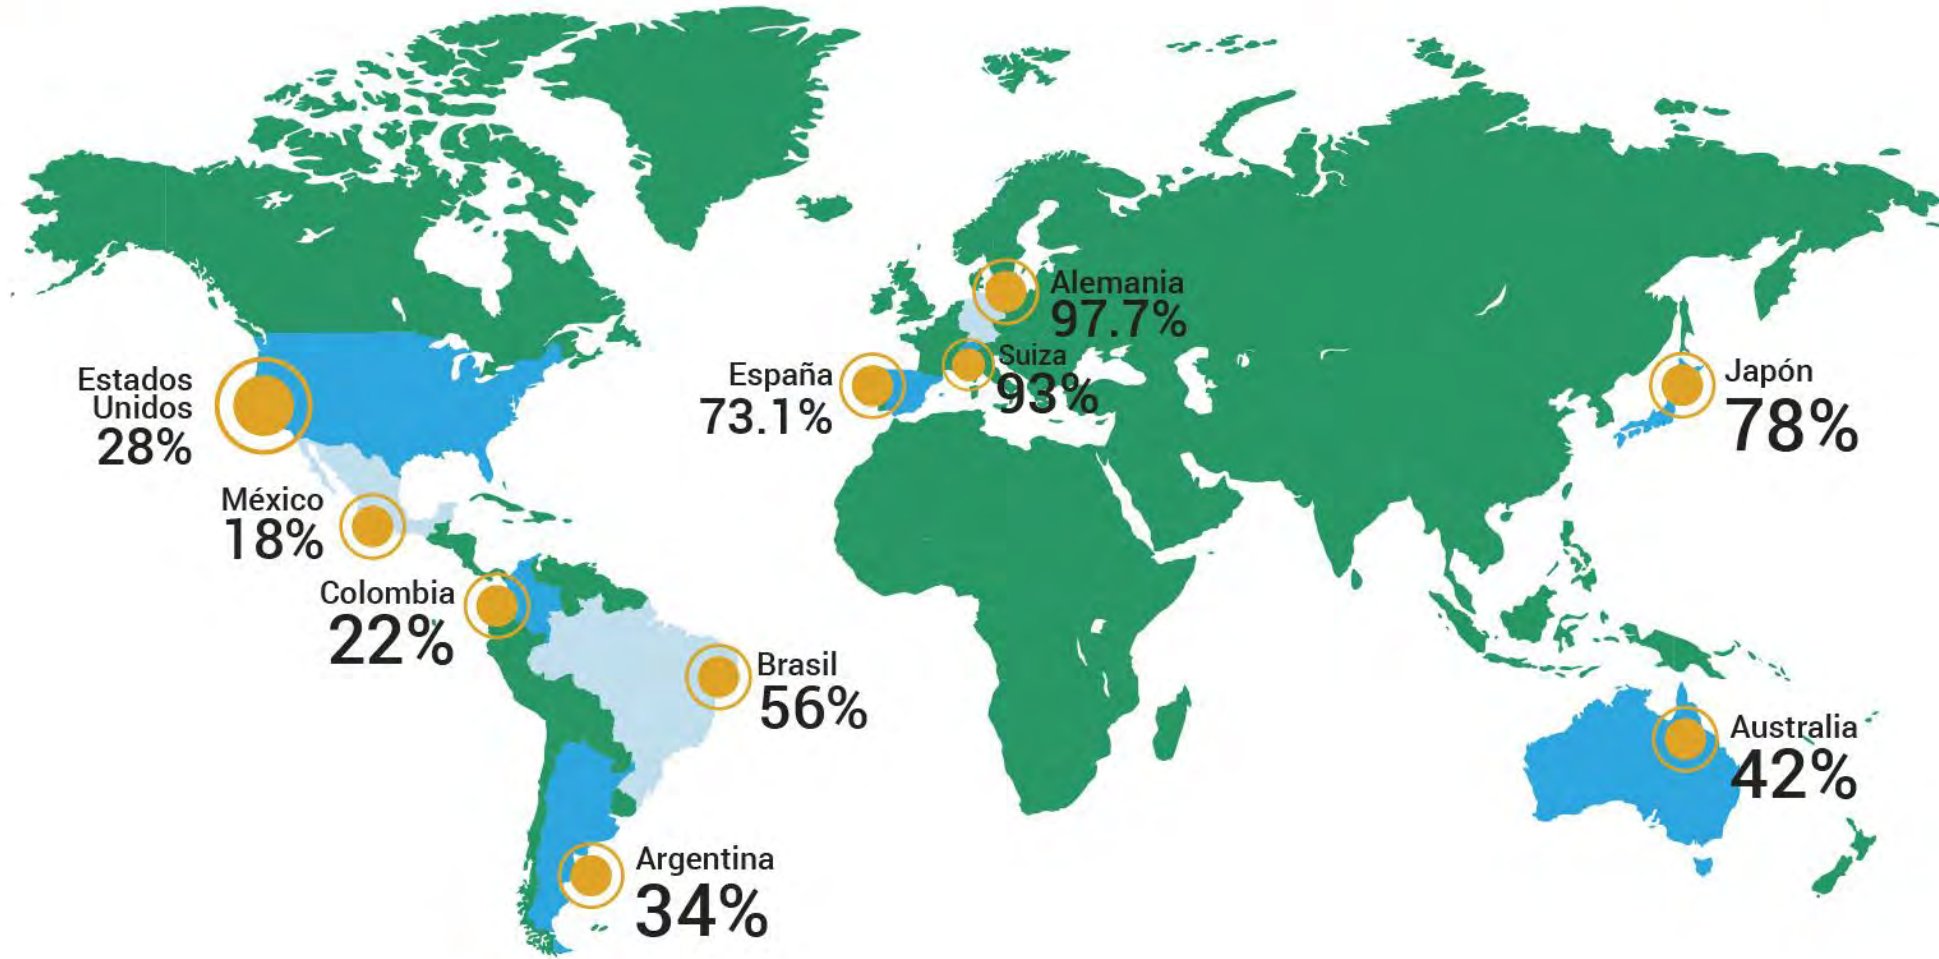 Alemania
97.7%
Suiza
93%
España
73.1%
Estados
Unidos
28%
Japón
78%
México
18%
Colombia
22%
Brasil
56%
Australia
42%
Argentina
34%